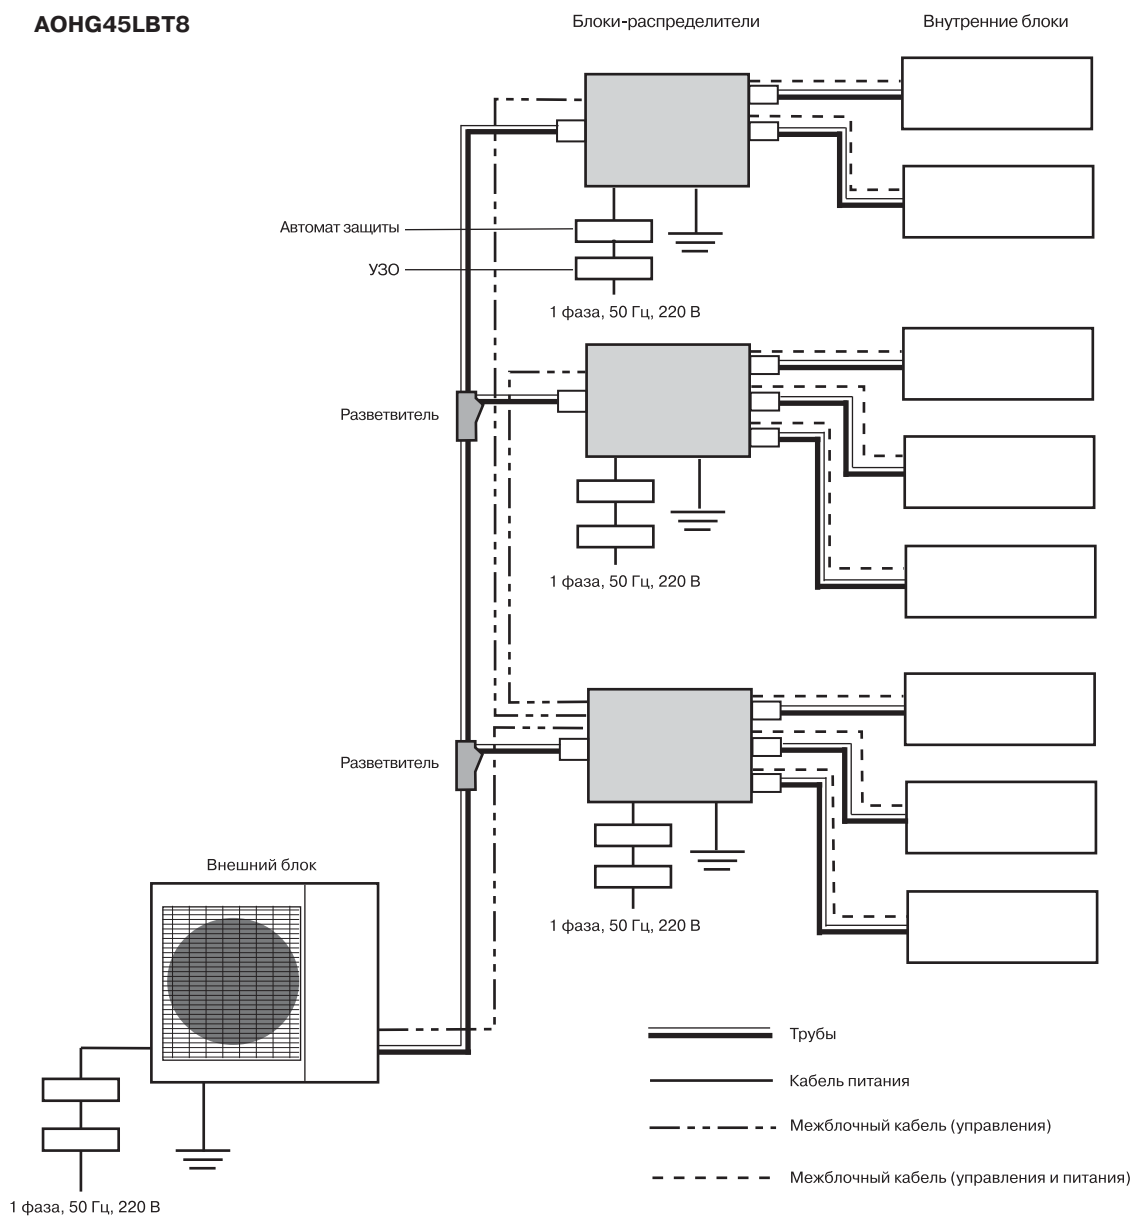 AOHG45LBT8
Блоки-распределители
Внутренние блоки
Автомат защиты
УЗО
1 фаза, 50 Гц, 220 В
Разветвитель
1 фаза, 50 Гц, 220 В
Разветвитель
Внешний блок
1 фаза, 50 Гц, 220 В
Трубы
Кабель питания
Межблочный кабель (управления)
Межблочный кабель (управления и питания)
1 фаза, 50 Гц, 220 В